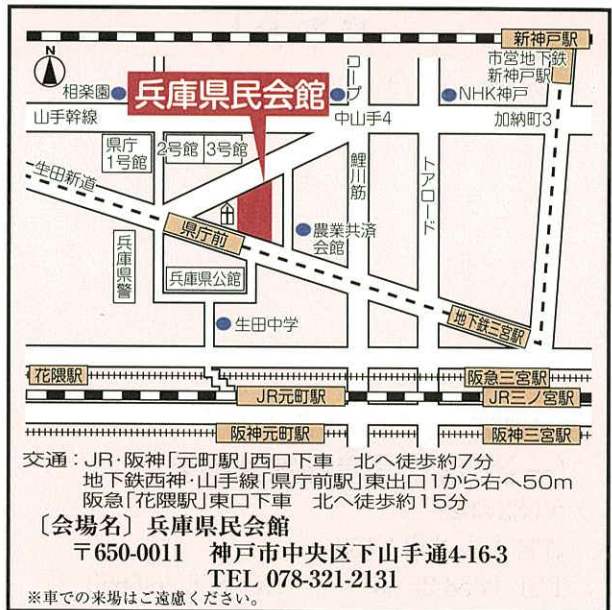 新神戸駅
市営地下鉄
新神戸駅
N
相楽園
兵庫県民会館
コープ
NHK神戸
山手幹線
中山手4
加納町3
県庁
1号館
2号館
3号館
生田新道
鯉川筋
トアロード
県庁前
農業共済
会館
兵庫県警
兵庫県公館
生田中学
地下鉄三宮駅
花隈駅
阪急三宮駅
JR元町駅
JR三ノ宮駅
阪神元町駅
阪神三宮駅
交通：JR・阪神「元町駅」西口下車　北へ徒歩約7分
地下鉄西神・山手線「県庁前駅」東出口1から右へ50m
阪急「花隈駅」東口下車　北へ徒歩約15分
〔会場名〕兵庫県民会館
〒650-0011　神戸市中央区下山手通4-16-3
TEL 078-321-2131
※車での来場はご遠慮ください。